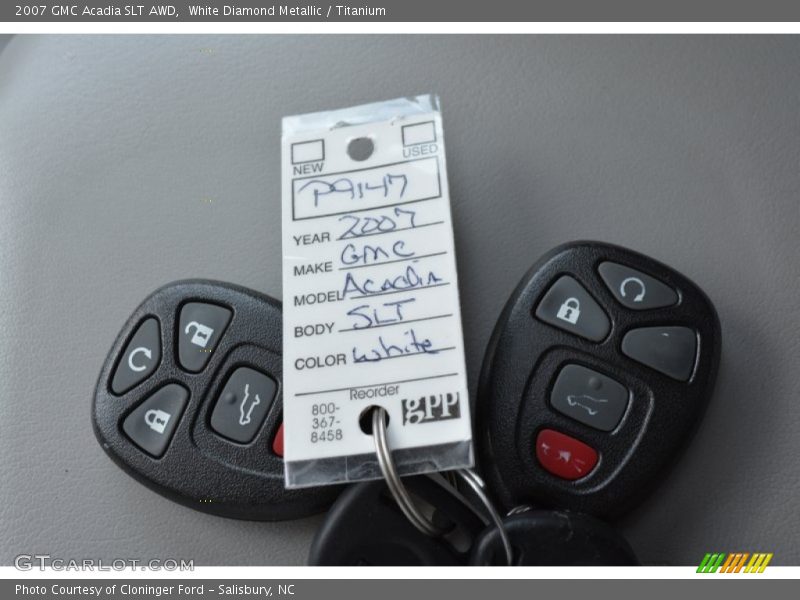 2007 GMC Acadia SLT AWD, White Diamond Metallic / Titanium
NEW USED
P9147
YEAR 2007
MAKE GMC
MODEL Acadia
BODY SLT
COLOR white
Reorder
800-
367-
8458
gpp
GTCARLOT.COM
Photo Courtesy of Cloninger Ford - Salisbury, NC